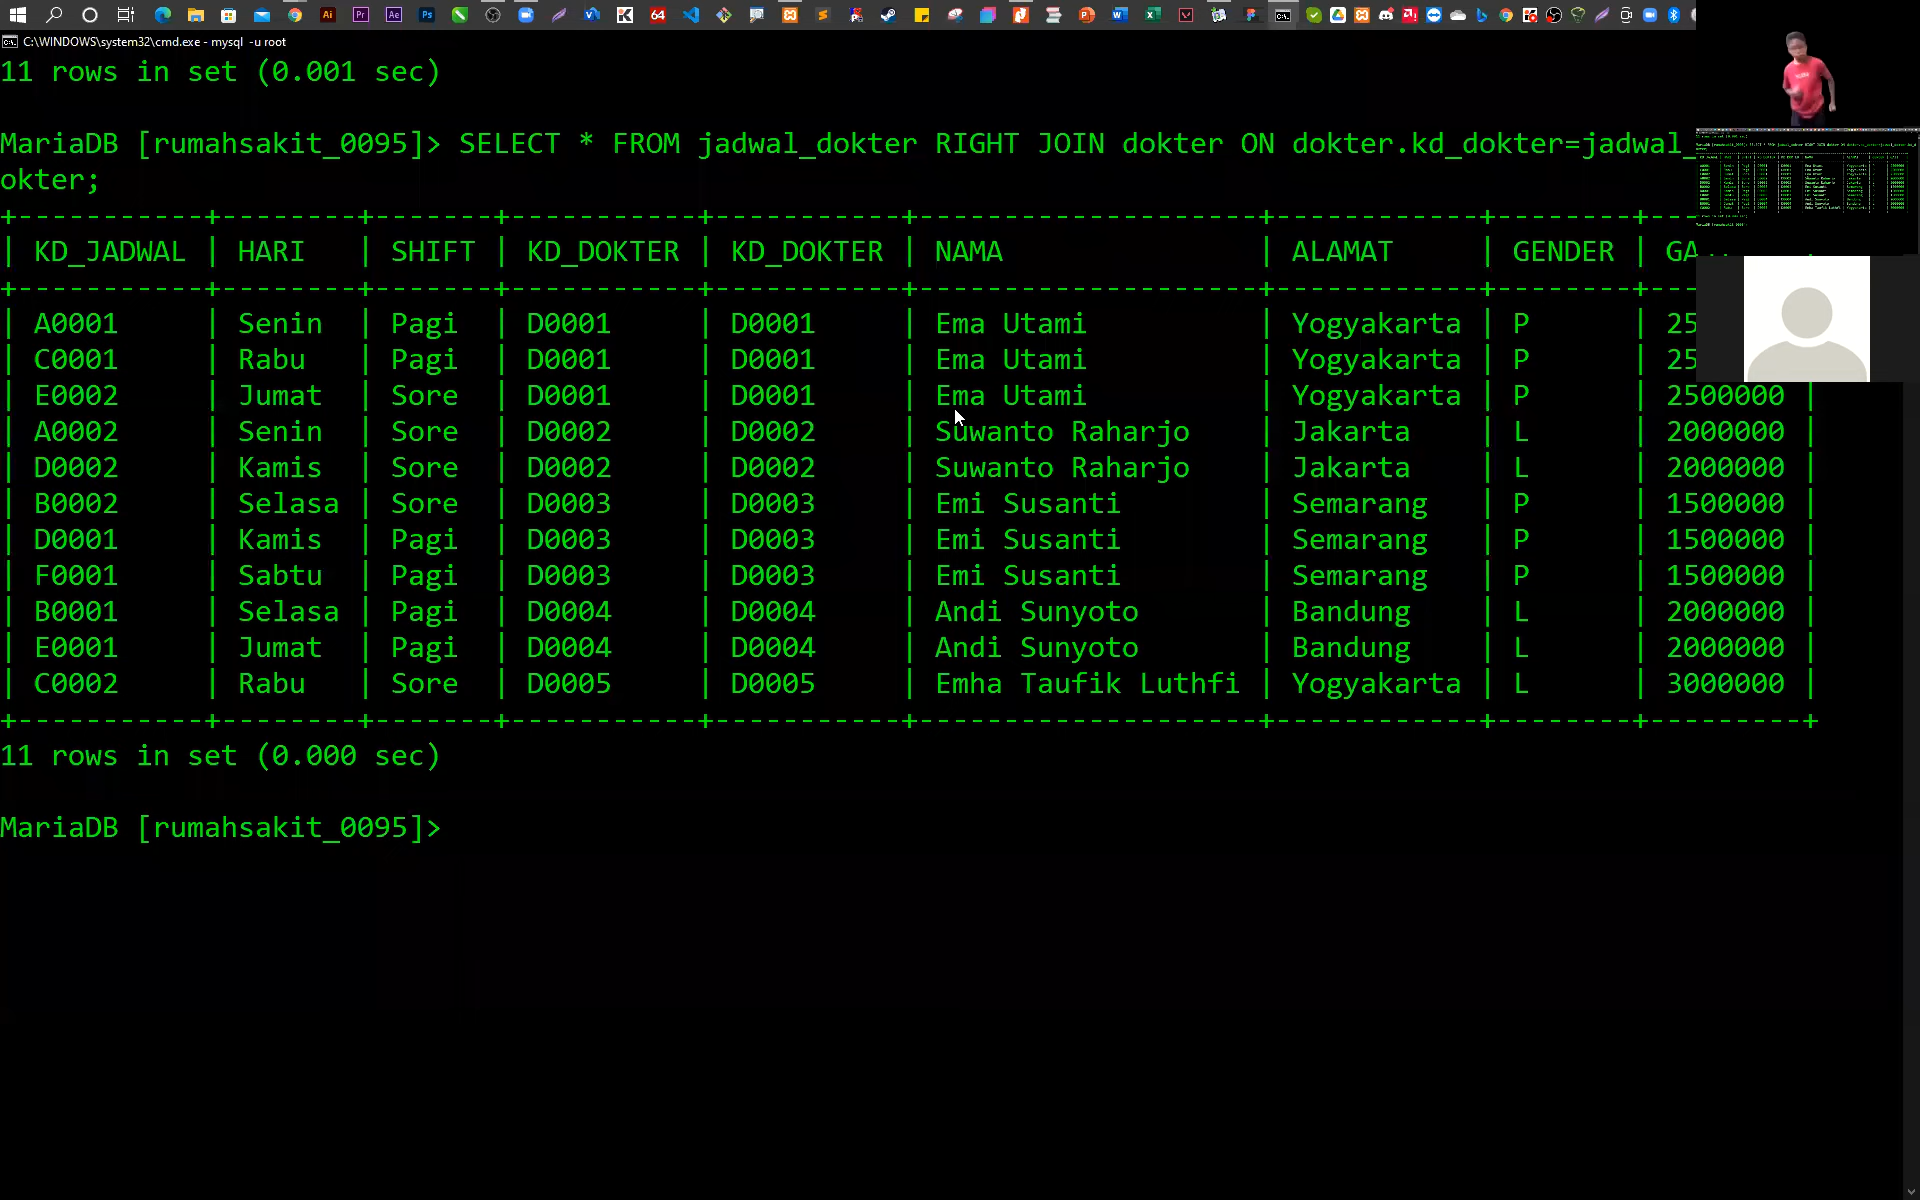 C:\WINDOWS\system32\cmd.exe - mysql -u root
11 rows in set (0.001 sec)
MariaDB [rumahsakit_0095]> SELECT * FROM jadwal_dokter RIGHT JOIN dokter ON dokter.kd_dokter=jadwal_
okter;
+-----------+--------+-------+-----------+-----------+--------------------+------------+--------+---
| KD_JADWAL | HARI | SHIFT | KD_DOKTER | KD_DOKTER | NAMA | ALAMAT | GENDER |
+-----------+--------+-------+-----------+-----------+--------------------+------------+--------+---
| A0001 | Senin | Pagi | D0001 | D0001 | Ema Utami | Yogyakarta | P | 25
| C0001 | Rabu | Pagi | D0001 | D0001 | Ema Utami | Yogyakarta | P | 25
| E0002 | Jumat | Sore | D0001 | D0001 | Ema Utami | Yogyakarta | P | 2500000 |
| A0002 | Senin | Sore | D0002 | D0002 | Suwanto Raharjo | Jakarta | L | 2000000 |
| D0002 | Kamis | Sore | D0002 | D0002 | Suwanto Raharjo | Jakarta | L | 2000000 |
| B0002 | Selasa | Sore | D0003 | D0003 | Emi Susanti | Semarang | P | 1500000 |
| D0001 | Kamis | Pagi | D0003 | D0003 | Emi Susanti | Semarang | P | 1500000 |
| F0001 | Sabtu | Pagi | D0003 | D0003 | Emi Susanti | Semarang | P | 1500000 |
| B0001 | Selasa | Pagi | D0004 | D0004 | Andi Sunyoto | Bandung | L | 2000000 |
| E0001 | Jumat | Pagi | D0004 | D0004 | Andi Sunyoto | Bandung | L | 2000000 |
| C0002 | Rabu | Sore | D0005 | D0005 | Emha Taufik Luthfi | Yogyakarta | L | 3000000 |
+-----------+--------+-------+-----------+-----------+--------------------+------------+--------+---------+
11 rows in set (0.000 sec)
MariaDB [rumahsakit_0095]>